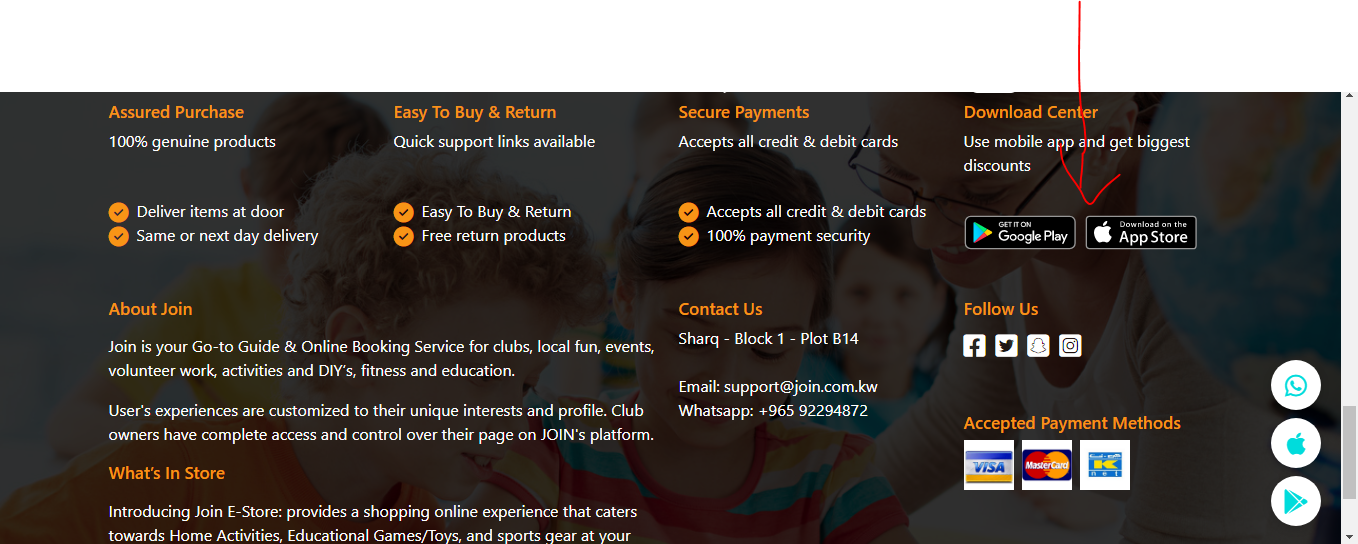 Assured Purchase
100% genuine products
Deliver items at door
Same or next day delivery
Easy To Buy & Return
Quick support links available
Easy To Buy & Return
Free return products
Secure Payments
Accepts all credit & debit cards
Accepts all credit & debit cards
100% payment security
Download Center
Use mobile app and get biggest
discounts
GET IT ON
Google Play
Download on the
App Store
About Join
Join is your Go-to Guide & Online Booking Service for clubs, local fun, events,
volunteer work, activities and DIY’s, fitness and education.
User's experiences are customized to their unique interests and profile. Club
owners have complete access and control over their page on JOIN's platform.
What’s In Store
Introducing Join E-Store: provides a shopping online experience that caters
towards Home Activities, Educational Games/Toys, and sports gear at your
Contact Us
Sharq - Block 1 - Plot B14
Email: support@join.com.kw
Whatsapp: +965 92294872
Follow Us
Accepted Payment Methods
VISA
MasterCard
K
net